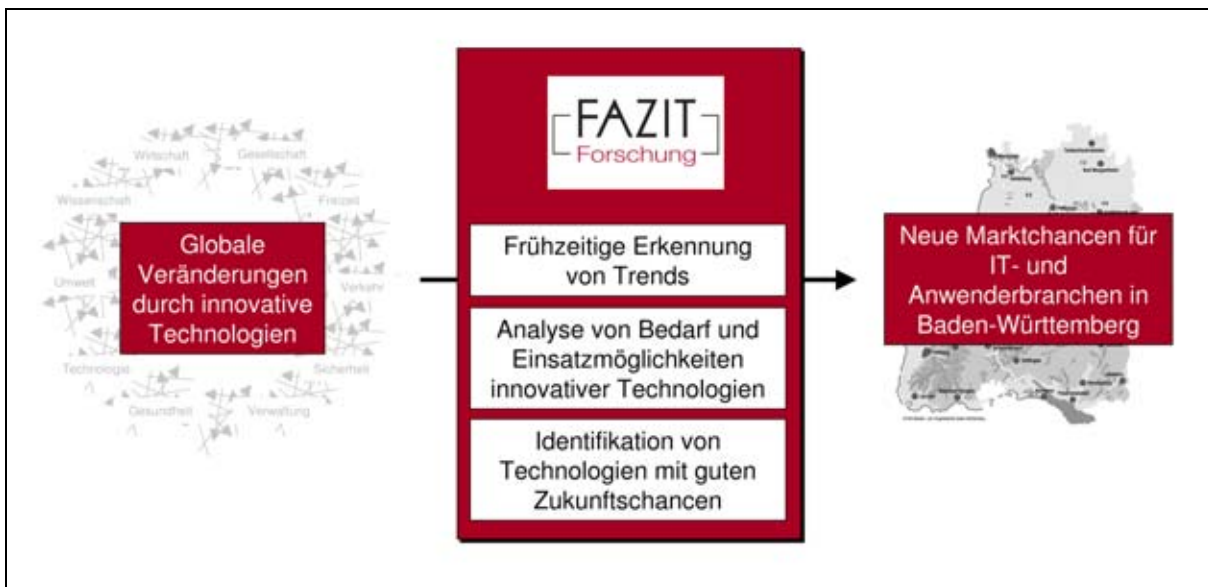 Wirtschaft
Gesellschaft
Wissenschaft
Freizeit
Umwelt
Verkehr
Technologie
Sicherheit
Gesundheit
Verwaltung
Globale
Veränderungen
durch innovative
Technologien
FAZIT
Forschung
Frühzeitige Erkennung
von Trends
Analyse von Bedarf und
Einsatzmöglichkeiten
innovativer Technologien
Identifikation von
Technologien mit guten
Zukunftschancen
Neue Marktchancen für
IT- und
Anwenderbranchen in
Baden-Württemberg